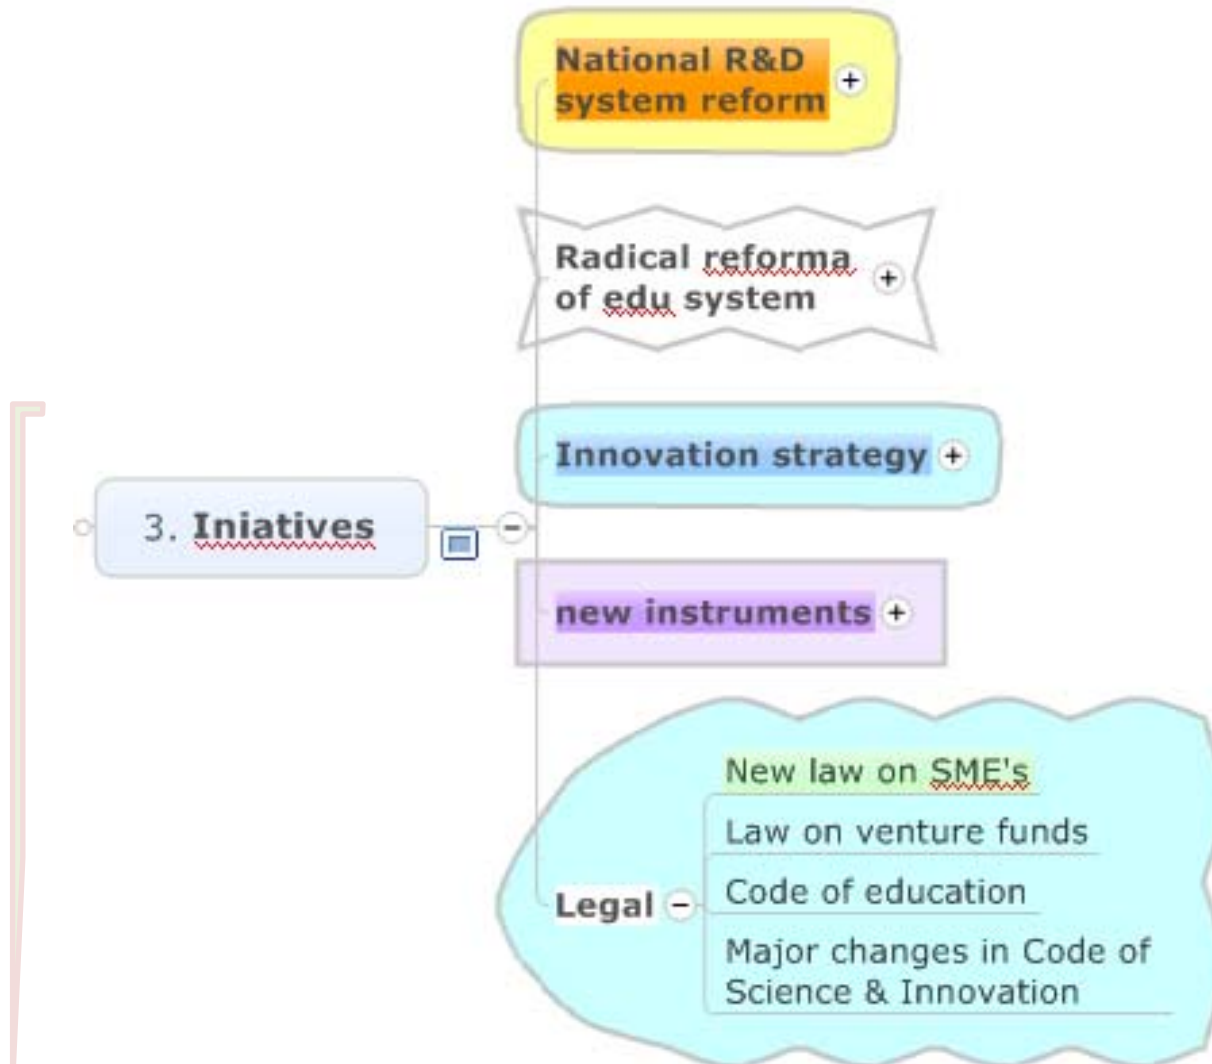 National R&D
system reform
Radical reforma
of edu system
Innovation strategy
3. Iniatives
new instruments
New law on SME's
Law on venture funds
Code of education
Legal
Major changes in Code of
Science & Innovation